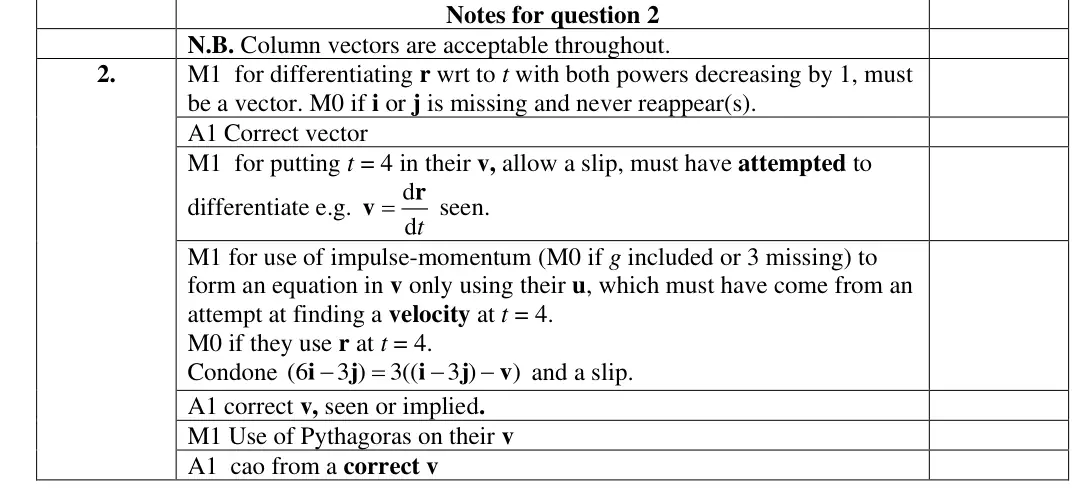 Notes for question 2
N.B. Column vectors are acceptable throughout.
2.
M1 for differentiating r wrt to t with both powers decreasing by 1, must
be a vector. M0 if i or j is missing and never reappear(s).
A1 Correct vector
M1 for putting t = 4 in their v, allow a slip, must have attempted to
differentiate e.g. v = dr/dt seen.
M1 for use of impulse-momentum (M0 if g included or 3 missing) to
form an equation in v only using their u, which must have come from an
attempt at finding a velocity at t = 4.
M0 if they use r at t = 4.
Condone (6i − 3j) = 3((i − 3j) − v) and a slip.
A1 correct v, seen or implied.
M1 Use of Pythagoras on their v
A1 cao from a correct v